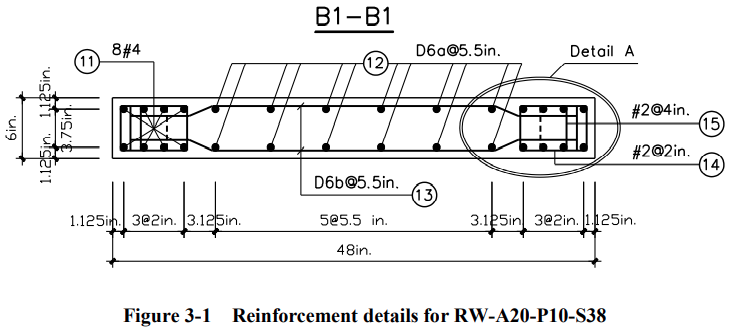 B1-B1
11
8#4
12
D6a@5.5in.
Detail A
6in.
1.125in.
3.75in.
1.125in.
#2@4in.
15
#2@2in.
14
D6b@5.5in.
13
1.125in.
3@2in.
3.125in.
5@5.5 in.
3.125in.
3@2in.
1.125in.
48in.
Figure 3-1 Reinforcement details for RW-A20-P10-S38